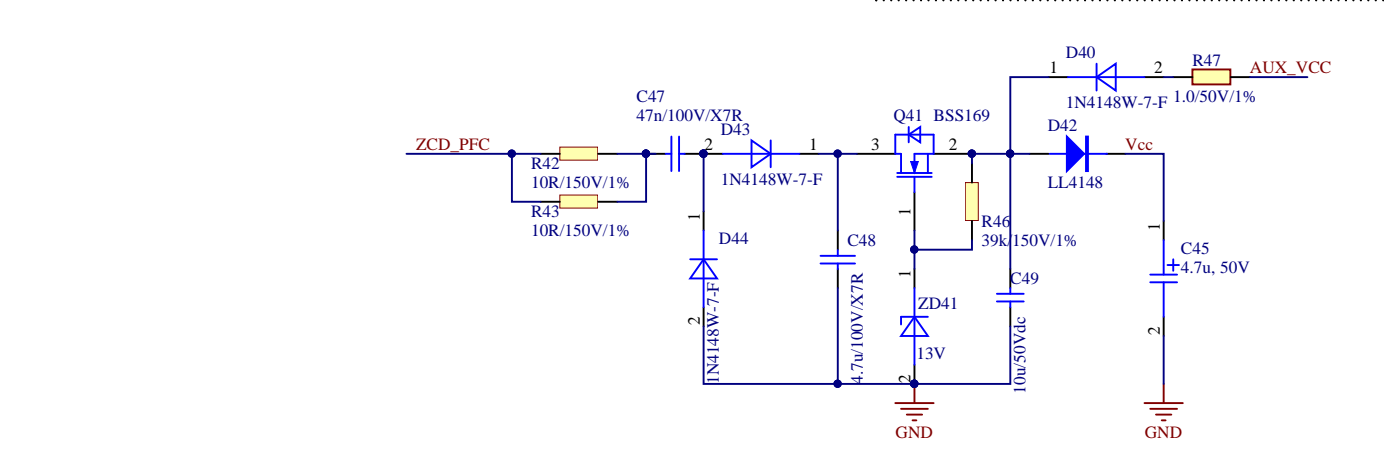 D40
1
2
R47
AUX_VCC
1N4148W-7-F
1.0/50V/1%
C47
47n/100V/X7R
D43
Q41
BSS169
D42
ZCD_PFC
2
1
3
2
Vcc
R42
10R/150V/1%
1N4148W-7-F
LL4148
R43
10R/150V/1%
1
1
R46
39k/150V/1%
1
D44
C48
C45
+
4.7u, 50V
1
C49
1N4148W-7-F
4.7u/100V/X7R
ZD41
2
13V
10u/50Vdc
2
2
GND
GND